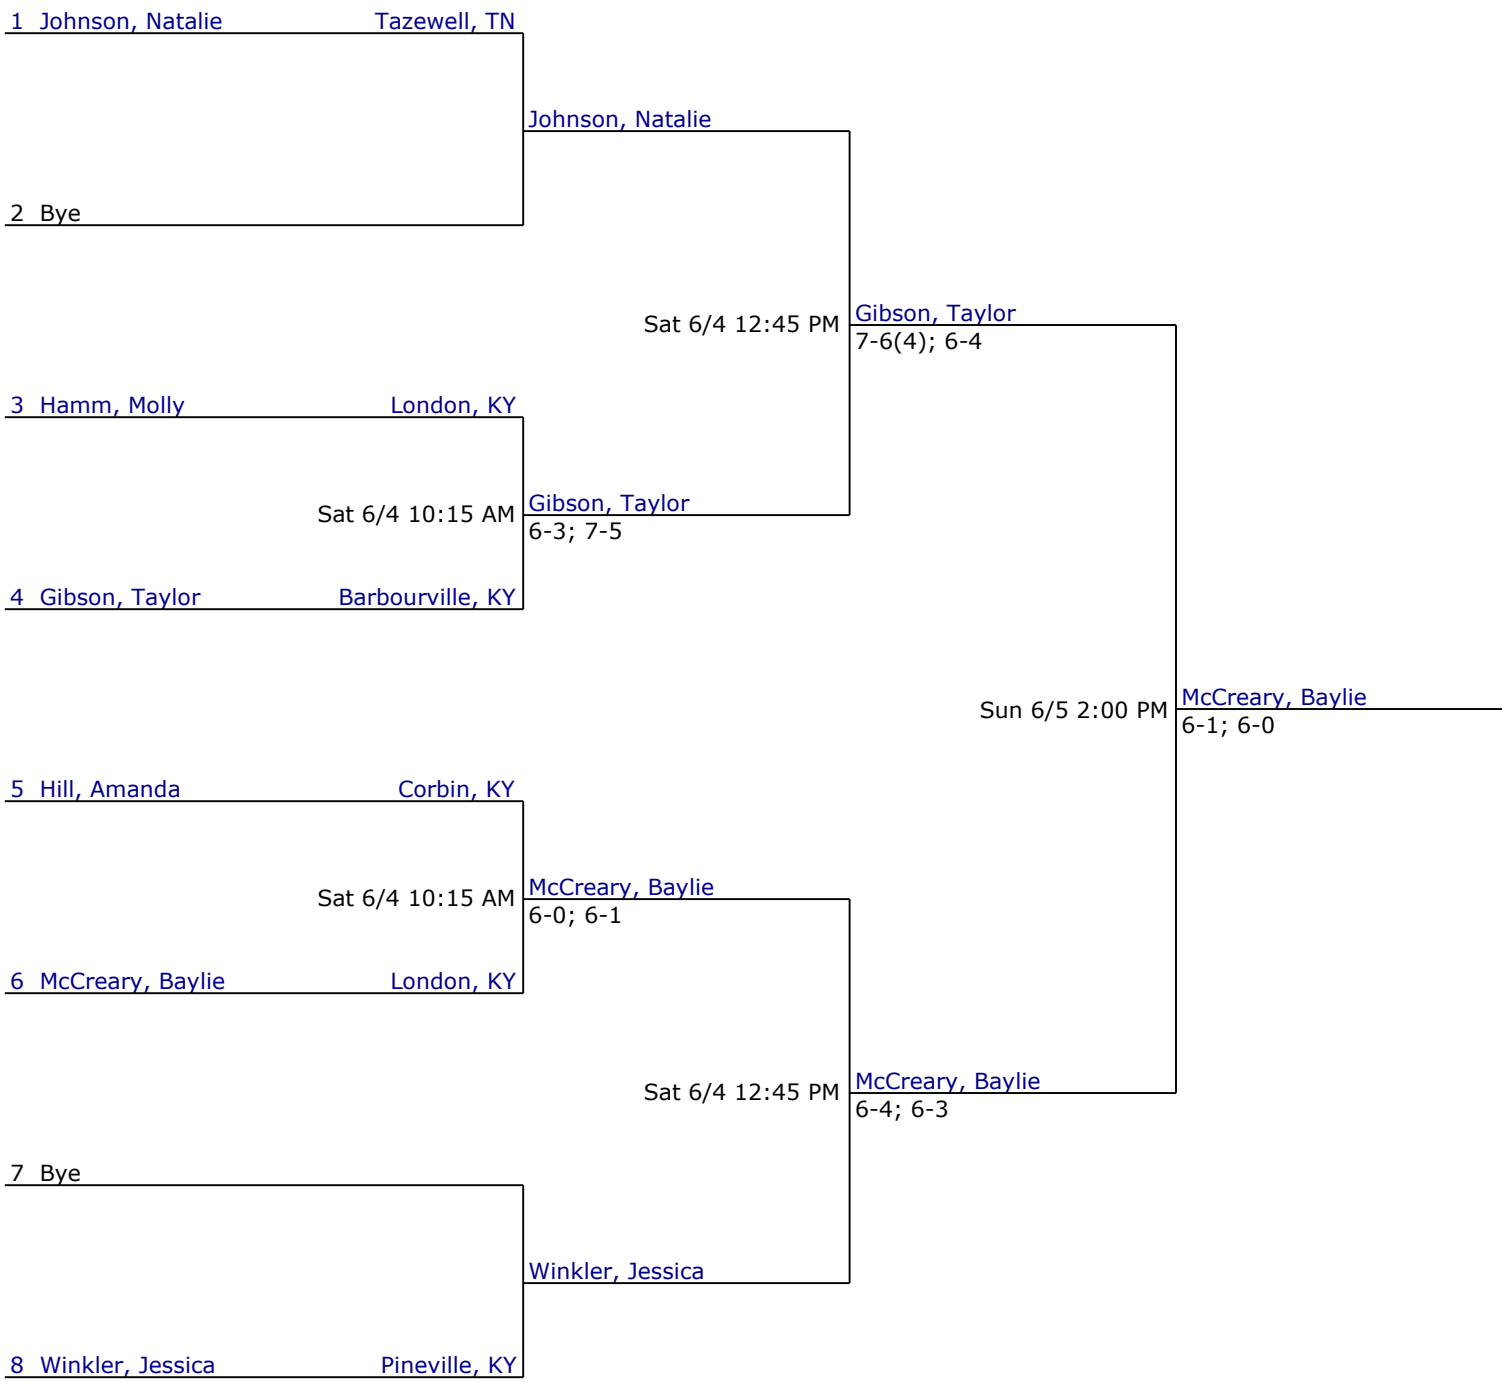 1 Johnson, Natalie Tazewell, TN
Johnson, Natalie
2 Bye
Sat 6/4 12:45 PM
Gibson, Taylor
7-6(4); 6-4
3 Hamm, Molly London, KY
Sat 6/4 10:15 AM
Gibson, Taylor
6-3; 7-5
4 Gibson, Taylor Barbourville, KY
Sun 6/5 2:00 PM
McCreary, Baylie
6-1; 6-0
5 Hill, Amanda Corbin, KY
Sat 6/4 10:15 AM
McCreary, Baylie
6-0; 6-1
6 McCreary, Baylie London, KY
Sat 6/4 12:45 PM
McCreary, Baylie
6-4; 6-3
7 Bye
Winkler, Jessica
8 Winkler, Jessica Pineville, KY